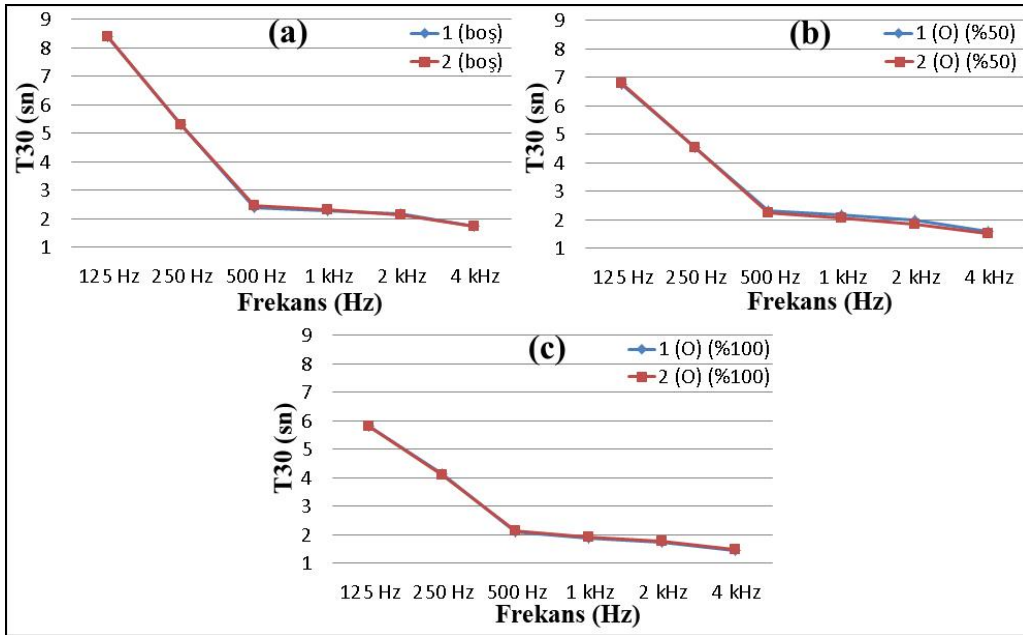 (a)
1 (boş)
2 (boş)
T30 (sn)
9
8
7
6
5
4
3
2
1
125 Hz 250 Hz 500 Hz 1 kHz 2 kHz 4 kHz
Frekans (Hz)
(b)
1 (O) (%50)
2 (O) (%50)
T30 (sn)
9
8
7
6
5
4
3
2
1
125 Hz 250 Hz 500 Hz 1 kHz 2 kHz 4 kHz
Frekans (Hz)
(c)
1 (O) (%100)
2 (O) (%100)
T30 (sn)
9
8
7
6
5
4
3
2
1
125 Hz 250 Hz 500 Hz 1 kHz 2 kHz 4 kHz
Frekans (Hz)